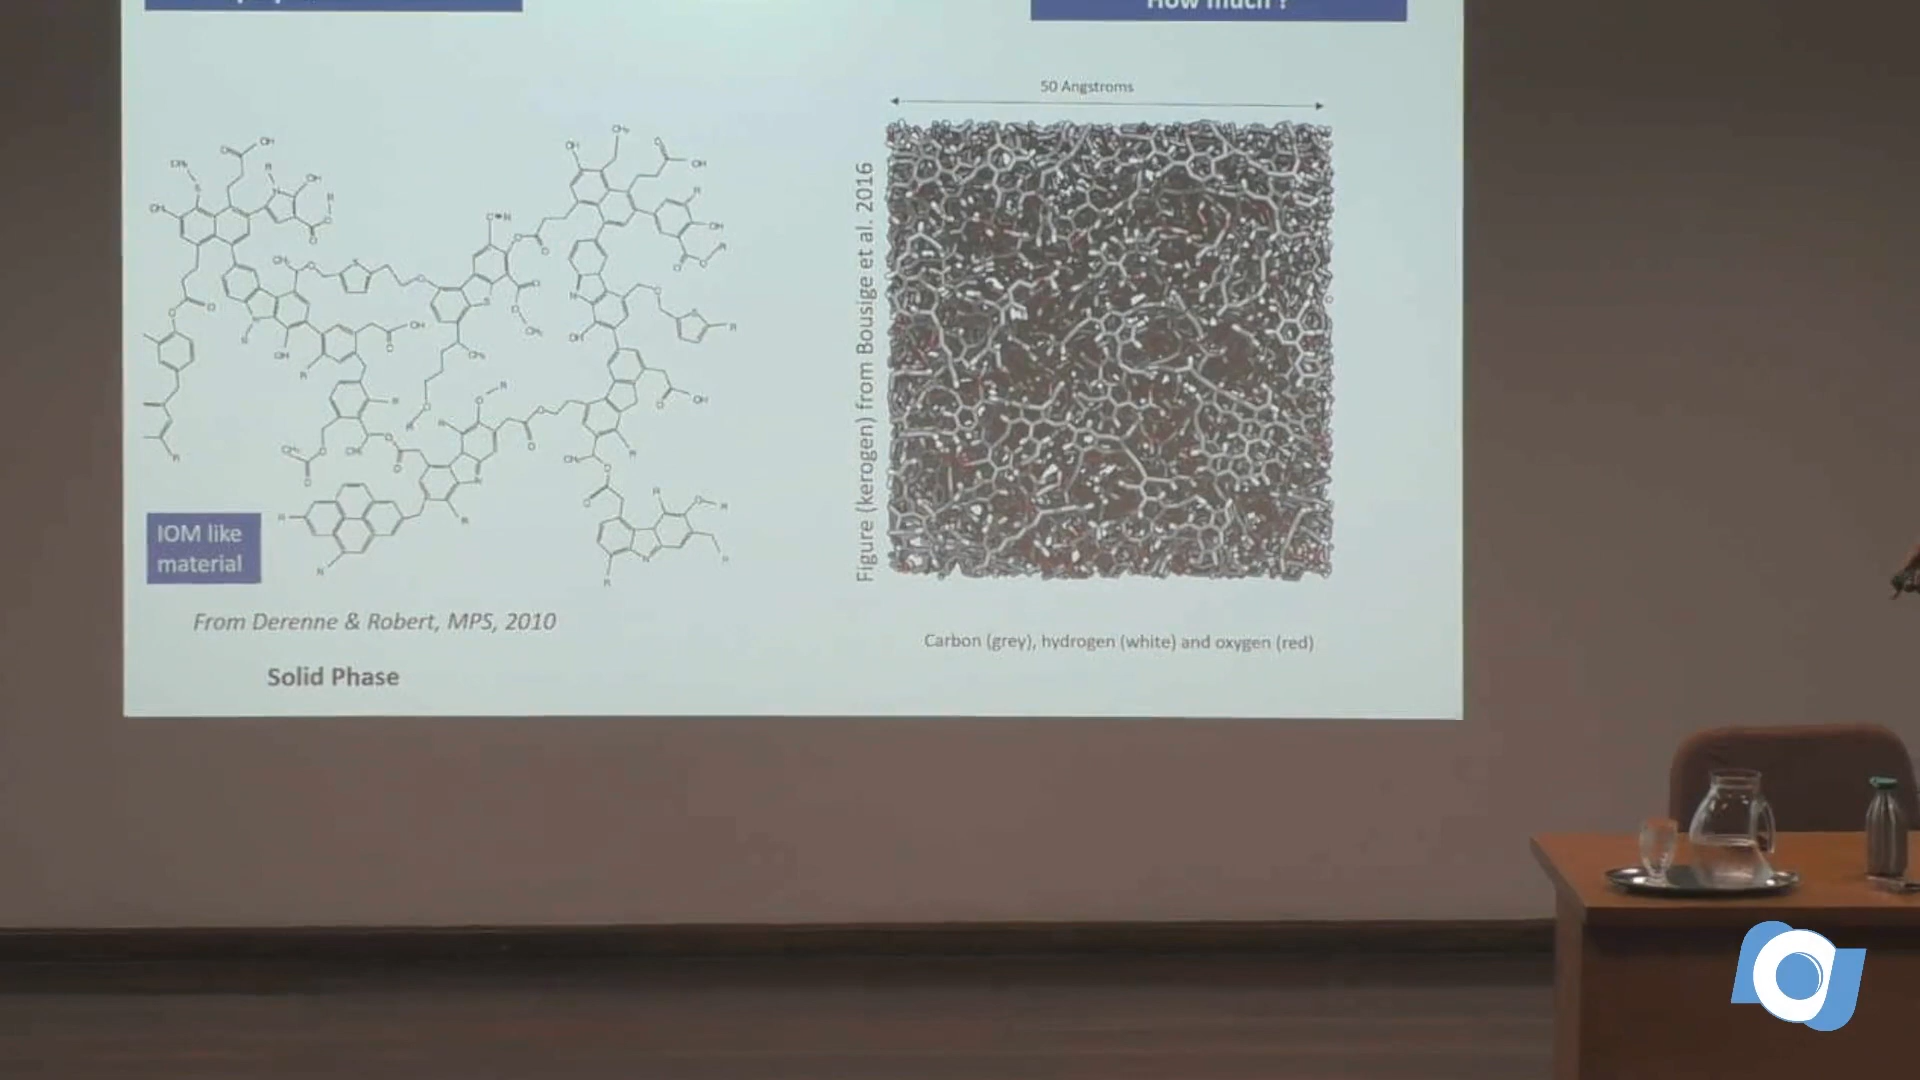 How much ?
50 Angstroms
Figure (kerogen) from Bousige et al. 2016
IOM like
material
From Derenne & Robert, MPS, 2010
Solid Phase
Carbon (grey), hydrogen (white) and oxygen (red)